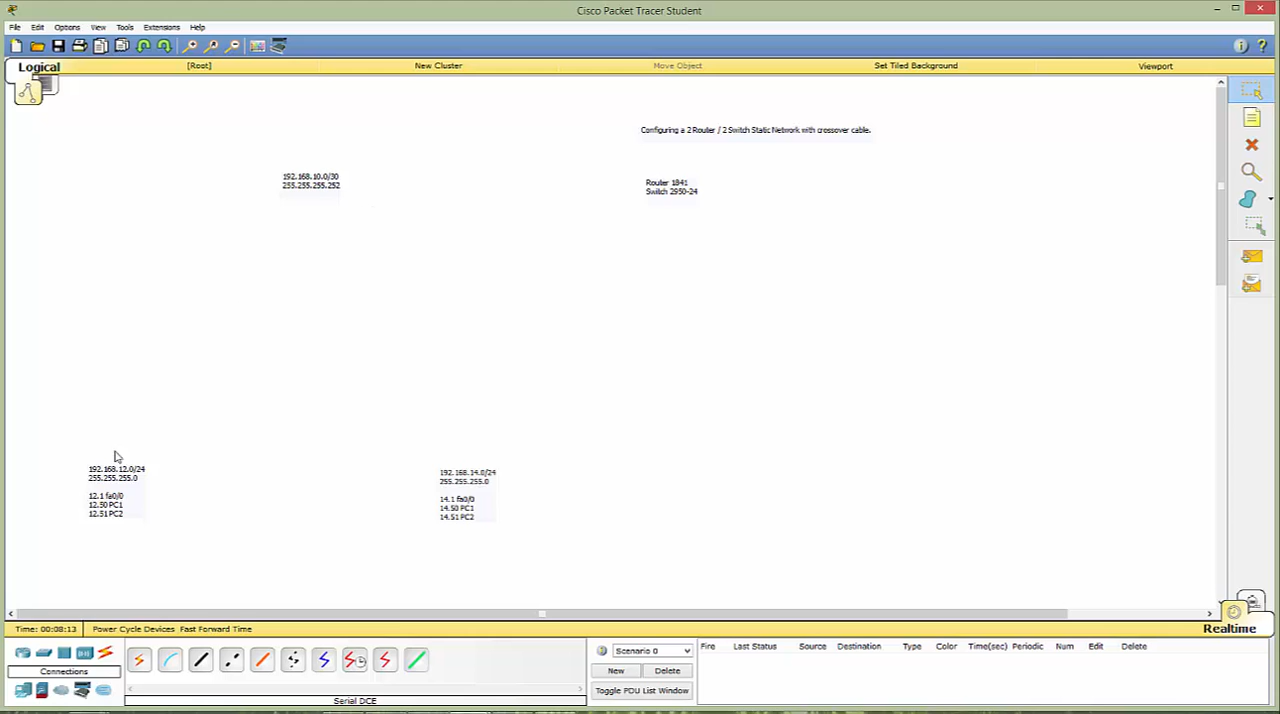 Cisco Packet Tracer Student
File Edit Options View Tools Extensions Help
Logical [Root] New Cluster Move Object Set Tiled Background Viewport
Configuring a 2 Router / 2 Switch Static Network with crossover cable.
192.168.10.0/30
255.255.255.252
Router 1841
Switch 2950-24
192.168.12.0/24
255.255.255.0
12.1 fa0/0
12.50 PC1
12.51 PC2
192.168.14.0/24
255.255.255.0
14.1 fa0/0
14.50 PC1
14.51 PC2
Time: 00:08:13 Power Cycle Devices Fast Forward Time Realtime
Connections
Serial DCE
Scenario 0
New Delete
Toggle PDU List Window
Fire Last Status Source Destination Type Color Time(sec) Periodic Num Edit Delete